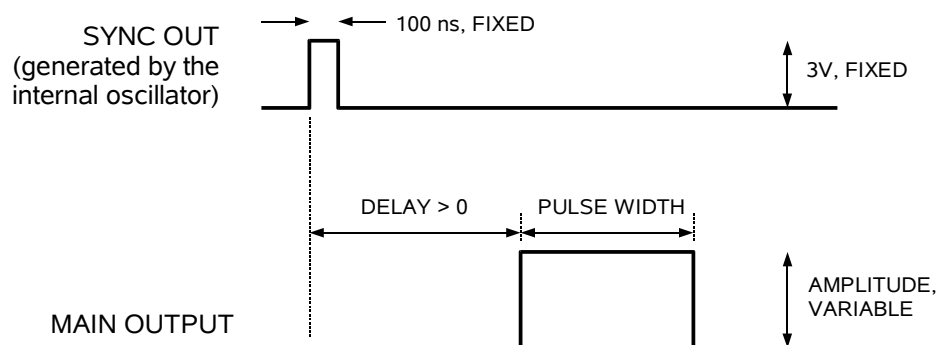 100 ns, FIXED
SYNC OUT
(generated by the
internal oscillator)
3V, FIXED
DELAY > 0
PULSE WIDTH
AMPLITUDE,
VARIABLE
MAIN OUTPUT